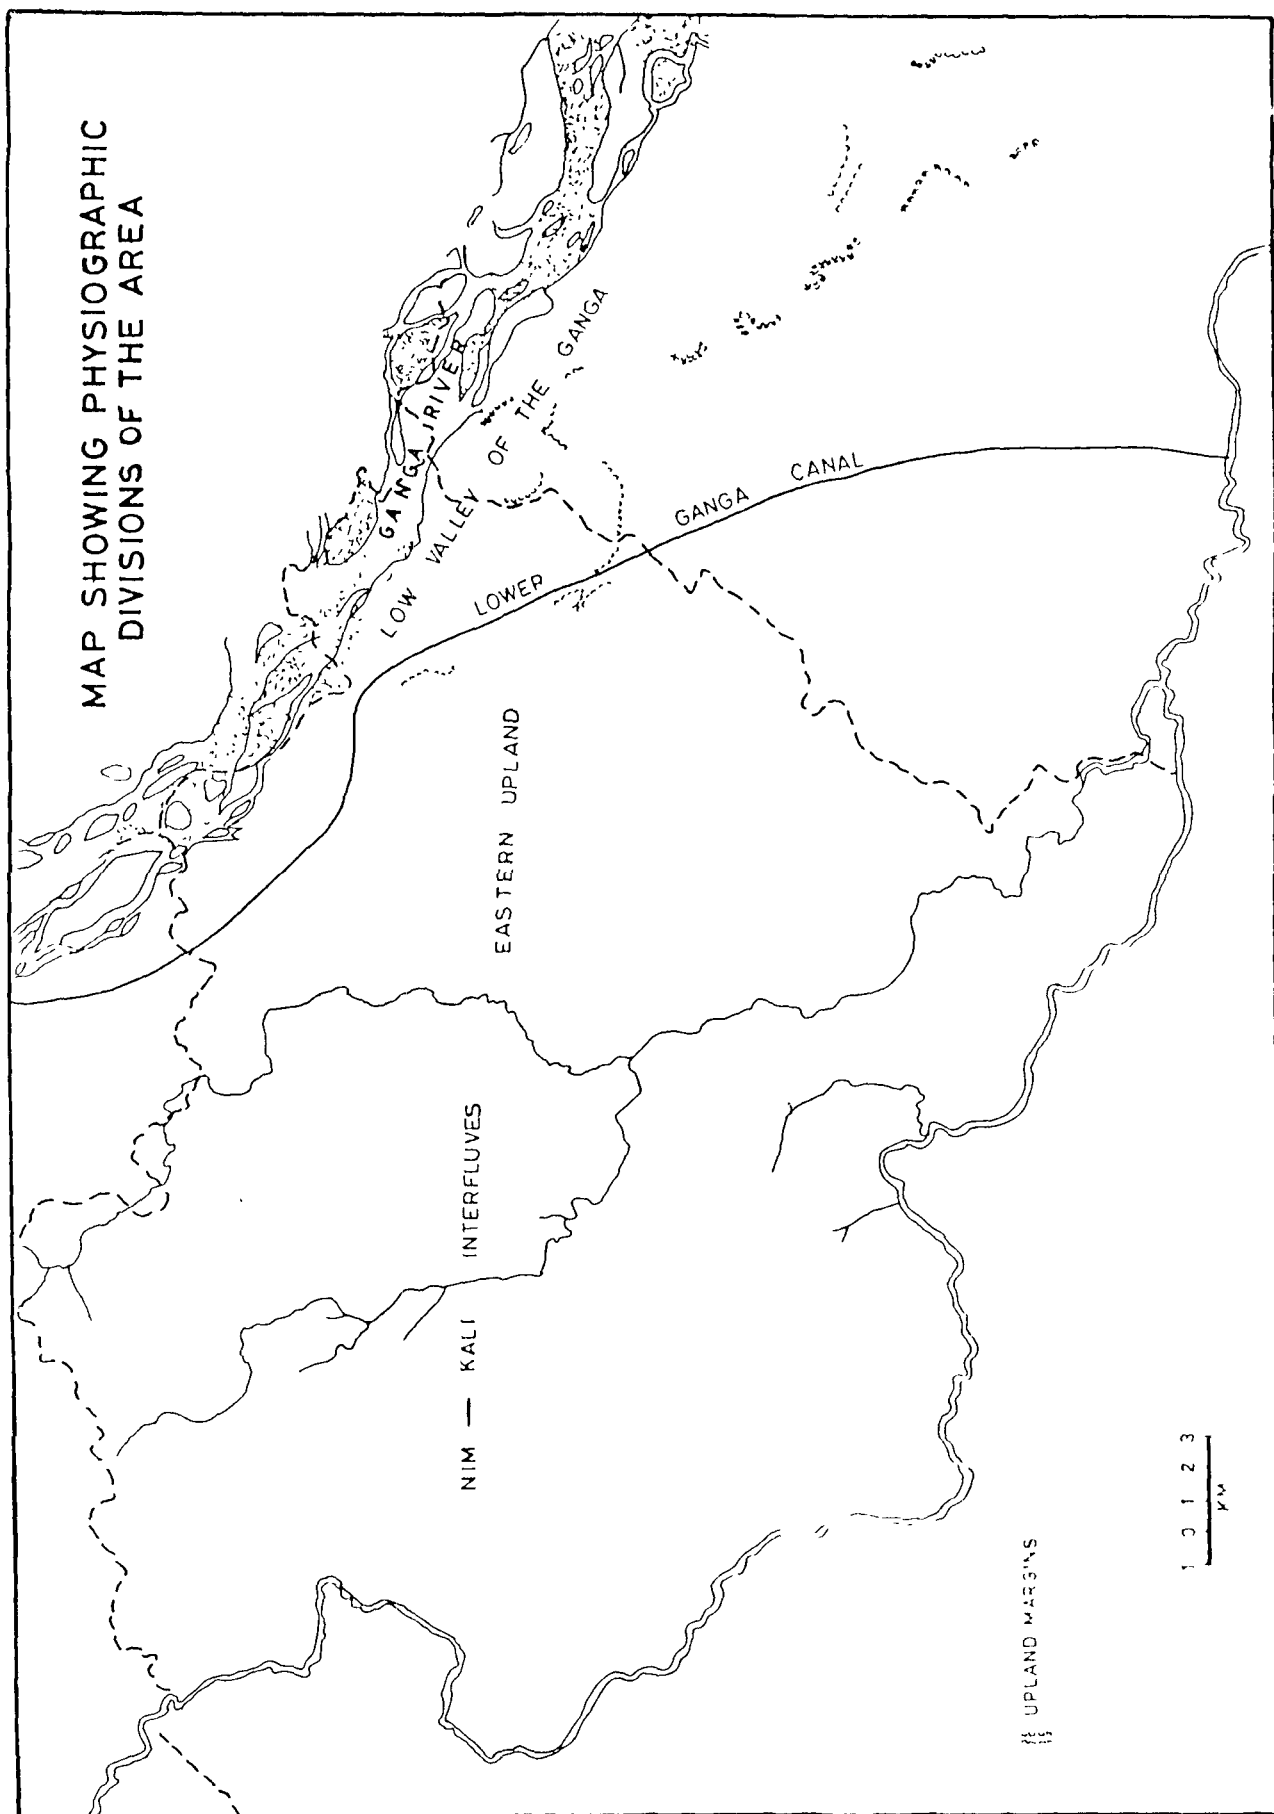 MAP SHOWING PHYSIOGRAPHIC
DIVISIONS OF THE AREA
GANGA RIVER
LOW VALLEY OF THE GANGA
LOWER GANGA CANAL
EASTERN UPLAND
NIM — KALI INTERFLUVES
UPLAND MARGINS
1 0 1 2 3
KM